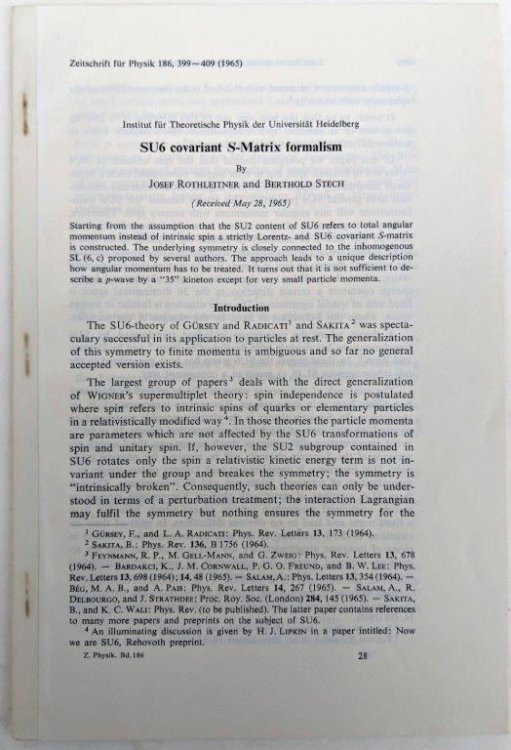 Zeitschrift für Physik 186, 399—409 (1965)
Institut für Theoretische Physik der Universität Heidelberg
SU6 covariant S-Matrix formalism
By
JOSEF ROTHLEITNER and BERTHOLD STECH
(Received May 28, 1965)
Starting from the assumption that the SU2 content of SU6 refers to total angular
momentum instead of intrinsic spin a strictly Lorentz- and SU6 covariant S-matrix
is constructed. The underlying symmetry is closely connected to the inhomogenous
SL (6, c) proposed by several authors. The approach leads to a unique description
how angular momentum has to be treated. It turns out that it is not sufficient to de-
scribe a p-wave by a "35" kineton except for very small particle momenta.
Introduction
The SU6-theory of GÜRSEY and RADICATI¹ and SAKITA² was specta-
culary successful in its application to particles at rest. The generalization
of this symmetry to finite momenta is ambiguous and so far no general
accepted version exists.
The largest group of papers³ deals with the direct generalization
of WIGNER's supermultiplet theory: spin independence is postulated
where spin refers to intrinsic spins of quarks or elementary particles
in a relativistically modified way⁴. In those theories the particle momenta
are parameters which are not affected by the SU6 transformations of
spin and unitary spin. If, however, the SU2 subgroup contained in
SU6 rotates only the spin a relativistic kinetic energy term is not in-
variant under the group and breakes the symmetry; the symmetry is
"intrinsically broken". Consequently, such theories can only be under-
stood in terms of a perturbation treatment; the interaction Lagrangian
may fulfil the symmetry but nothing ensures the symmetry for the
¹ GÜRSEY, F., and L. A. RADICATI: Phys. Rev. Letters 13, 173 (1964).
² SAKITA, B.: Phys. Rev. 136, B 1756 (1964).
³ FEYNMANN, R. P., M. GELL-MANN, and G. ZWEIG: Phys. Rev. Letters 13, 678
(1964). — BARDAKCI, K., J. M. CORNWALL, P. G. O. FREUND, and B. W. LEE: Phys.
Rev. Letters 13, 698 (1964); 14, 48 (1965). — SALAM, A.: Phys. Letters 13, 354 (1964). —
BÉG, M. A. B., and A. PAIS: Phys. Rev. Letters 14, 267 (1965). — SALAM, A., R.
DELBOURGO, and J. STRATHDEE: Proc. Roy. Soc. (London) 284, 145 (1965). — SAKITA,
B., and K. C. WALI: Phys. Rev. (to be published). The latter paper contains references
to many more papers and preprints on the subject of SU6.
⁴ An illuminating discussion is given by H. J. LIPKIN in a paper intitled: Now
we are SU6, Rehovoth preprint.
Z. Physik, Bd. 186
28